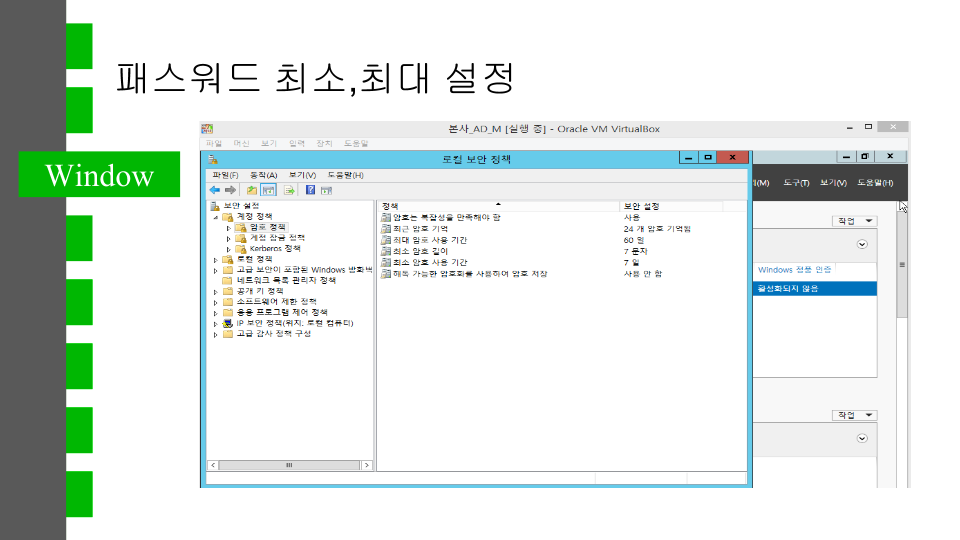 패스워드 최소,최대 설정
Window
본사_AD_M [실행 중] - Oracle VM VirtualBox
파일 머신 보기 입력 장치 도움말
로컬 보안 정책
파일(F) 동작(A) 보기(V) 도움말(H)
(M) 도구(T) 보기(V) 도움말(H)
보안 설정
계정 정책
암호 정책
계정 잠금 정책
Kerberos 정책
로컬 정책
고급 보안이 포함된 Windows 방화벽
네트워크 목록 관리자 정책
공개 키 정책
소프트웨어 제한 정책
응용 프로그램 제어 정책
IP 보안 정책(위치: 로컬 컴퓨터)
고급 감사 정책 구성
정책 보안 설정
암호는 복잡성을 만족해야 함 사용
최근 암호 기억 24 개 암호 기억됨
최대 암호 사용 기간 60 일
최소 암호 길이 7 문자
최소 암호 사용 기간 7 일
해독 가능한 암호화를 사용하여 암호 저장 사용 안 함
작업
Windows 정품 인증
활성화되지 않음
작업